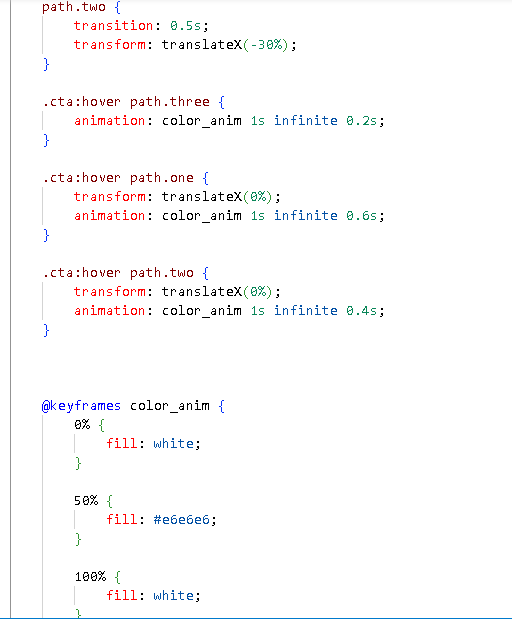 path.two {
transition: 0.5s;
transform: translateX(-30%);
}
.cta:hover path.three {
animation: color_anim 1s infinite 0.2s;
}
.cta:hover path.one {
transform: translateX(0%);
animation: color_anim 1s infinite 0.6s;
}
.cta:hover path.two {
transform: translateX(0%);
animation: color_anim 1s infinite 0.4s;
}
@keyframes color_anim {
0% {
fill: white;
}
50% {
fill: #e6e6e6;
}
100% {
fill: white;
}